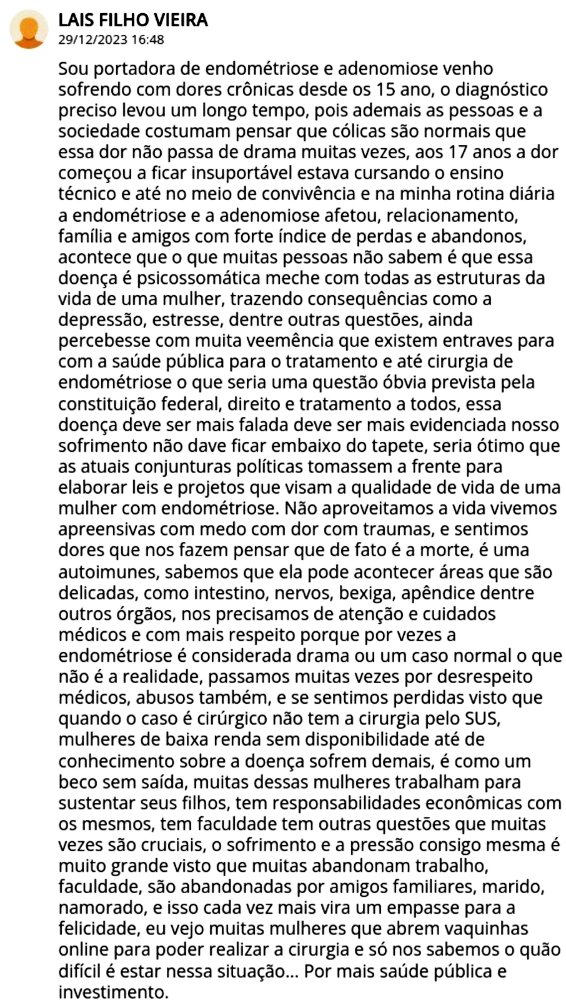 LAIS FILHO VIEIRA
29/12/2023 16:48
Sou portadora de endométriose e adenomiose venho
sofrendo com dores crônicas desde os 15 ano, o diagnóstico
preciso levou um longo tempo, pois ademais as pessoas e a
sociedade costumam pensar que cólicas são normais que
essa dor não passa de drama muitas vezes, aos 17 anos a dor
começou a ficar insuportável estava cursando o ensino
técnico e até no meio de convivência e na minha rotina diária
a endométriose e a adenomiose afetou, relacionamento,
família e amigos com forte índice de perdas e abandonos,
acontece que o que muitas pessoas não sabem é que essa
doença é psicossomática meche com todas as estruturas da
vida de uma mulher, trazendo consequências como a
depressão, estresse, dentre outras questões, ainda
percebesse com muita veemência que existem entraves para
com a saúde pública para o tratamento e até cirurgia de
endométriose o que seria uma questão óbvia prevista pela
constituição federal, direito e tratamento a todos, essa
doença deve ser mais falada deve ser mais evidenciada nosso
sofrimento não dave ficar embaixo do tapete, seria ótimo que
as atuais conjunturas políticas tomassem a frente para
elaborar leis e projetos que visam a qualidade de vida de uma
mulher com endométriose. Não aproveitamos a vida vivemos
apreensivas com medo com dor com traumas, e sentimos
dores que nos fazem pensar que de fato é a morte, é uma
autoimunes, sabemos que ela pode acontecer áreas que são
delicadas, como intestino, nervos, bexiga, apêndice dentre
outros órgãos, nos precisamos de atenção e cuidados
médicos e com mais respeito porque por vezes a
endométriose é considerada drama ou um caso normal o que
não é a realidade, passamos muitas vezes por desrespeito
médicos, abusos também, e se sentimos perdidas visto que
quando o caso é cirúrgico não tem a cirurgia pelo SUS,
mulheres de baixa renda sem disponibilidade até de
conhecimento sobre a doença sofrem demais, é como um
beco sem saída, muitas dessas mulheres trabalham para
sustentar seus filhos, tem responsabilidades econômicas com
os mesmos, tem faculdade tem outras questões que muitas
vezes são cruciais, o sofrimento e a pressão consigo mesma é
muito grande visto que muitas abandonam trabalho,
faculdade, são abandonadas por amigos familiares, marido,
namorado, e isso cada vez mais vira um empasse para a
felicidade, eu vejo muitas mulheres que abrem vaquinhas
online para poder realizar a cirurgia e só nos sabemos o quão
difícil é estar nessa situação... Por mais saúde pública e
investimento.